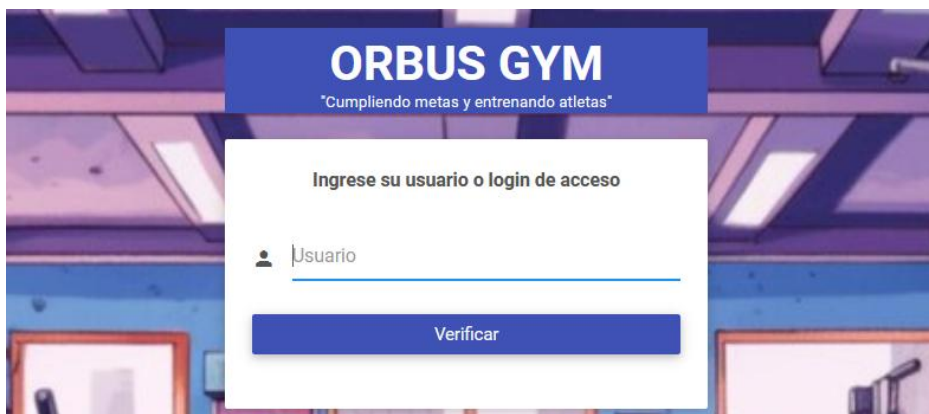 ORBUS GYM
"Cumpliendo metas y entrenando atletas"
Ingrese su usuario o login de acceso
Usuario
Verificar